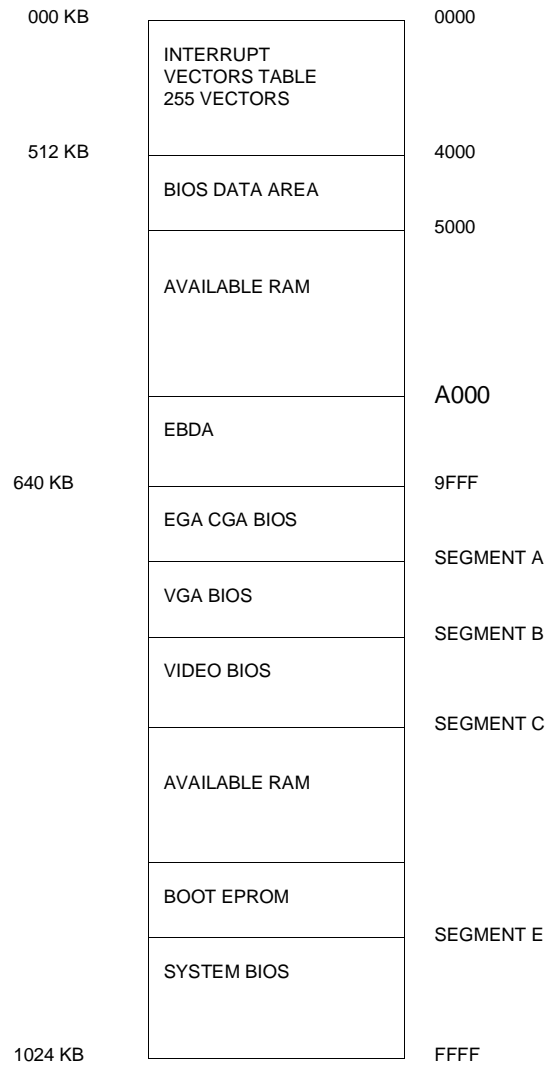 000 KB
0000
INTERRUPT
VECTORS TABLE
255 VECTORS
512 KB
4000
BIOS DATA AREA
5000
AVAILABLE RAM
A000
EBDA
640 KB
9FFF
EGA CGA BIOS
SEGMENT A
VGA BIOS
SEGMENT B
VIDEO BIOS
SEGMENT C
AVAILABLE RAM
BOOT EPROM
SEGMENT E
SYSTEM BIOS
1024 KB
FFFF